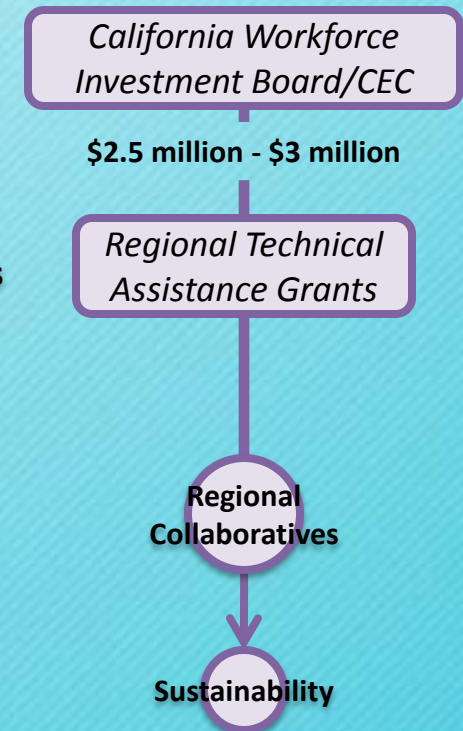 California Workforce
Investment Board/CEC
$2.5 million - $3 million
Regional Technical
Assistance Grants
Regional
Collaboratives
Sustainability